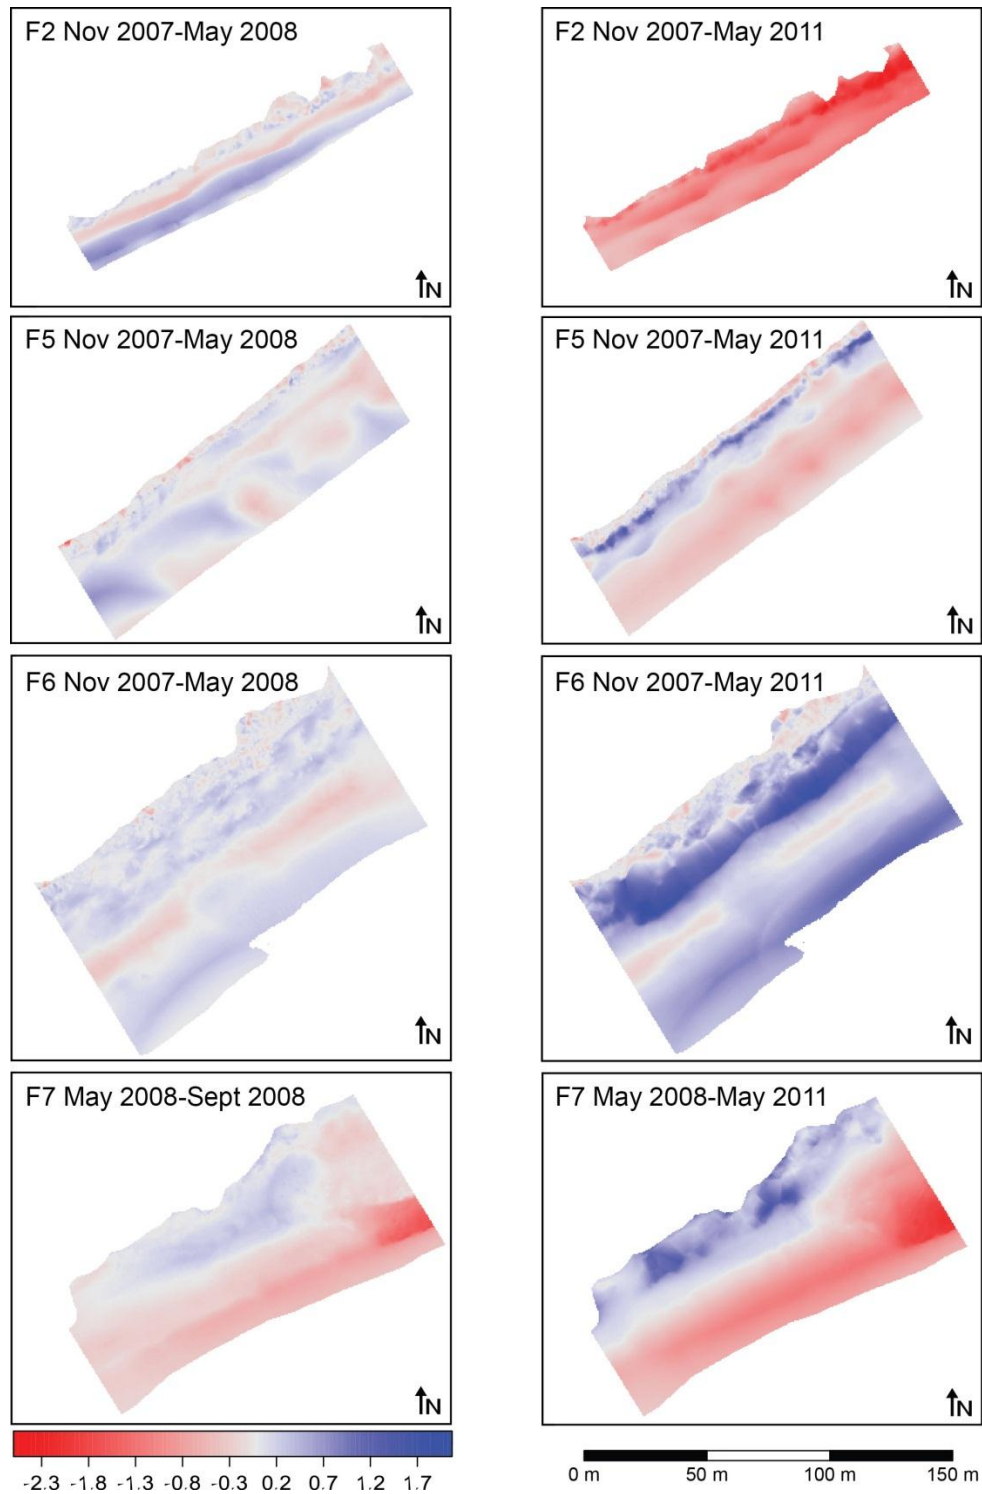 F2 Nov 2007-May 2008
F2 Nov 2007-May 2011
N
N
F5 Nov 2007-May 2008
F5 Nov 2007-May 2011
N
N
F6 Nov 2007-May 2008
F6 Nov 2007-May 2011
N
N
F7 May 2008-Sept 2008
F7 May 2008-May 2011
N
N
-2,3 -1,8 -1,3 -0,8 -0,3 0,2 0,7 1,2 1,7
0 m 50 m 100 m 150 m